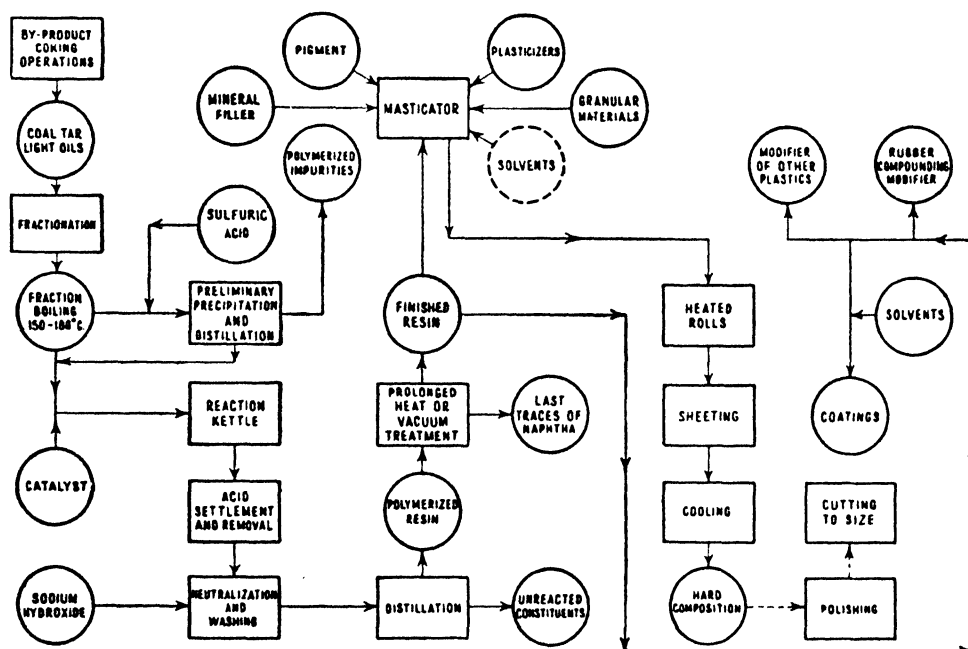 BY-PRODUCT
COKING
OPERATIONS
COAL TAR
LIGHT OILS
FRACTIONATION
FRACTION
BOILING
150-188°C.
CATALYST
SODIUM
HYDROXIDE
SULFURIC
ACID
PRELIMINARY
PRECIPITATION
AND
DISTILLATION
POLYMERIZED
IMPURITIES
REACTION
KETTLE
ACID
SETTLEMENT
AND REMOVAL
NEUTRALIZATION
AND
WASHING
MINERAL
FILLER
PIGMENT
MASTICATOR
PLASTICIZERS
GRANULAR
MATERIALS
SOLVENTS
FINISHED
RESIN
PROLONGED
HEAT OR
VACUUM
TREATMENT
LAST
TRACES OF
NAPHTHA
POLYMERIZED
RESIN
DISTILLATION
UNREACTED
CONSTITUENTS
HEATED
ROLLS
SHEETING
COOLING
HARD
COMPOSITION
POLISHING
CUTTING
TO SIZE
MODIFIER
OF OTHER
PLASTICS
RUBBER
COMPOUNDING
MODIFIER
SOLVENTS
COATINGS